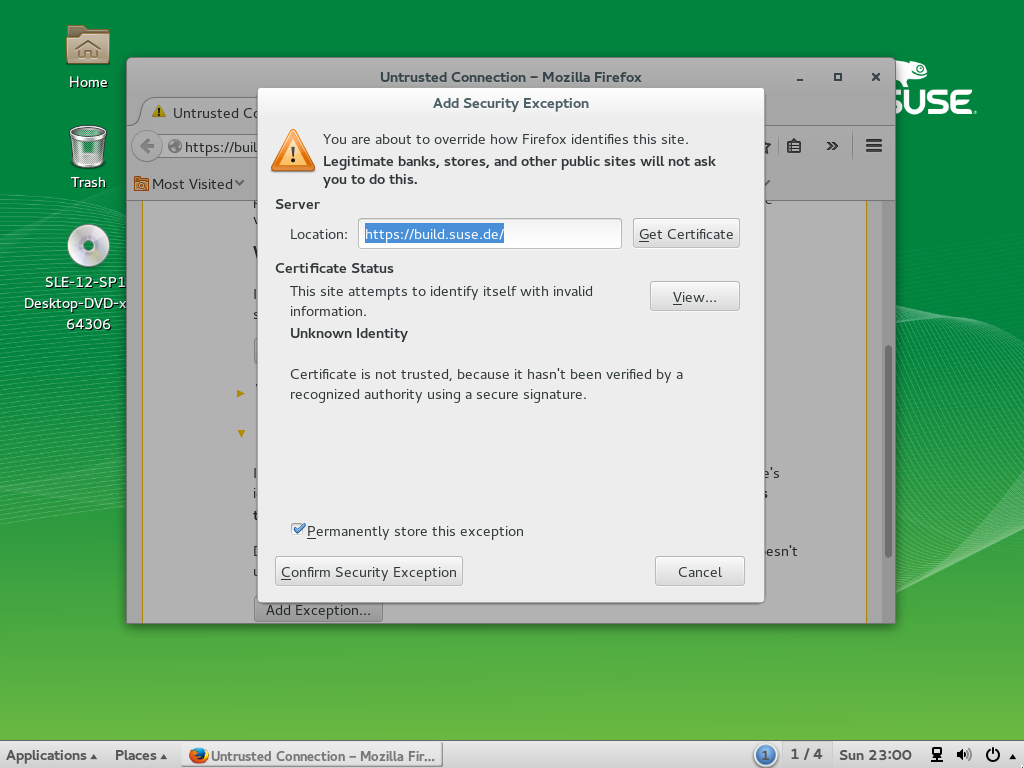 Home
Trash
SLE-12-SP1
Desktop-DVD-x
64306
SUSE
Untrusted Connection – Mozilla Firefox
Untrusted Co
https://buil
Most Visited
Add Security Exception
You are about to override how Firefox identifies this site.
Legitimate banks, stores, and other public sites will not ask
you to do this.
Server
Location: https://build.suse.de/ Get Certificate
Certificate Status
This site attempts to identify itself with invalid
information.
View...
Unknown Identity
Certificate is not trusted, because it hasn't been verified by a
recognized authority using a secure signature.
Permanently store this exception
Confirm Security Exception Cancel
Add Exception...
Applications Places Untrusted Connection – Mozilla Fir... 1 1 / 4 Sun 23:00